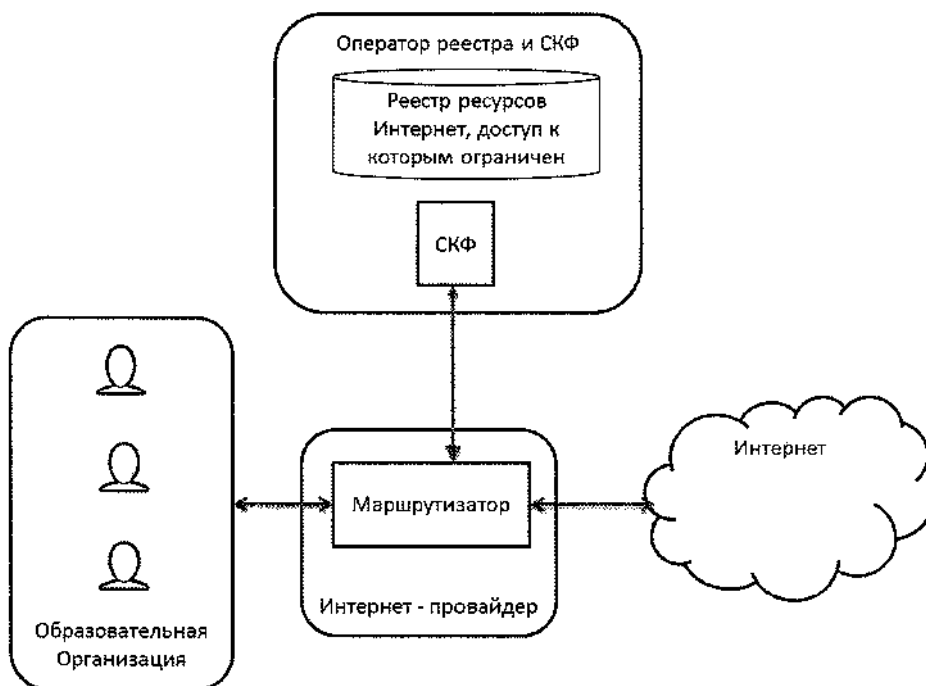 Оператор реестра и СКФ
Реестр ресурсов
Интернет, доступ к
которым ограничен
СКФ
Интернет
Маршрутизатор
Интернет - провайдер
Образовательная
Организация